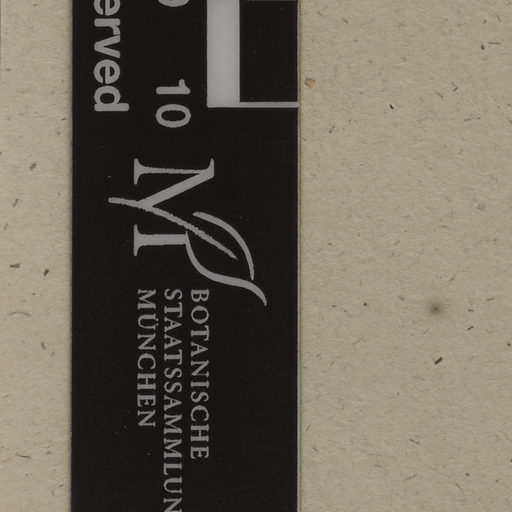 erved
10
M
BOTANISCHE
STAATSSAMMLUN
MÜNCHEN